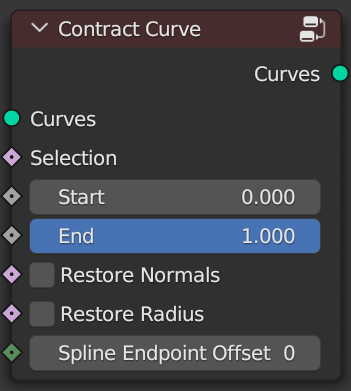 Contract Curve
Curves
Curves
Selection
Start 0.000
End 1.000
Restore Normals
Restore Radius
Spline Endpoint Offset 0